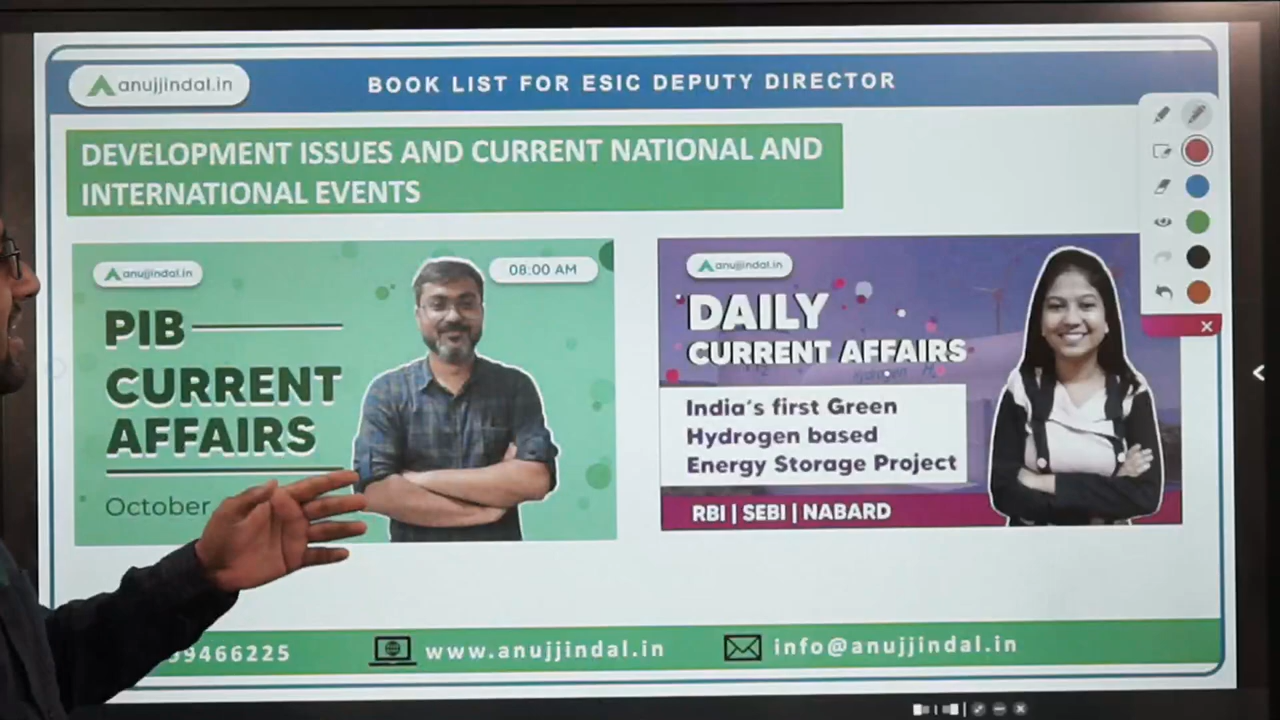 anujjindal.in
BOOK LIST FOR ESIC DEPUTY DIRECTOR
DEVELOPMENT ISSUES AND CURRENT NATIONAL AND
INTERNATIONAL EVENTS
anujjindal.in
08:00 AM
PIB
CURRENT
AFFAIRS
October
anujjindal.in
DAILY
CURRENT AFFAIRS
India's first Green
Hydrogen based
Energy Storage Project
RBI | SEBI | NABARD
99466225
www.anujjindal.in
info@anujjindal.in